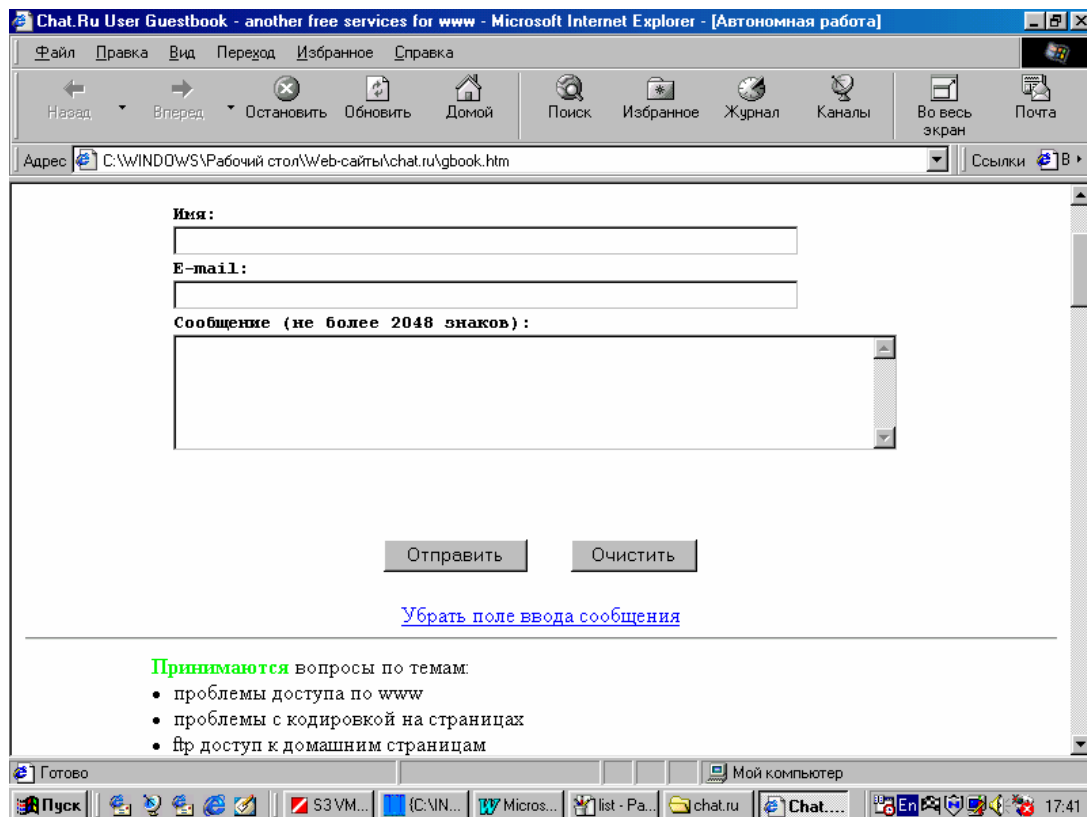 Chat.Ru User Guestbook - another free services for www - Microsoft Internet Explorer - [Автономная работа]
Файл Правка Вид Переход Избранное Справка
Назад Вперед Остановить Обновить Домой Поиск Избранное Журнал Каналы Во весь экран Почта
Адрес C:\WINDOWS\Рабочий стол\Web-сайты\chat.ru\gbook.htm Ссылки В
Имя:
E-mail:
Сообщение (не более 2048 знаков):
Отправить Очистить
Убрать поле ввода сообщения
Принимаются вопросы по темам:
• проблемы доступа по www
• проблемы с кодировкой на страницах
• ftp доступ к домашним страницам
Готово Мой компьютер
Пуск S3 VM... {C:\IN... Micros... list - Pa... chat.ru Chat.... En 17:41